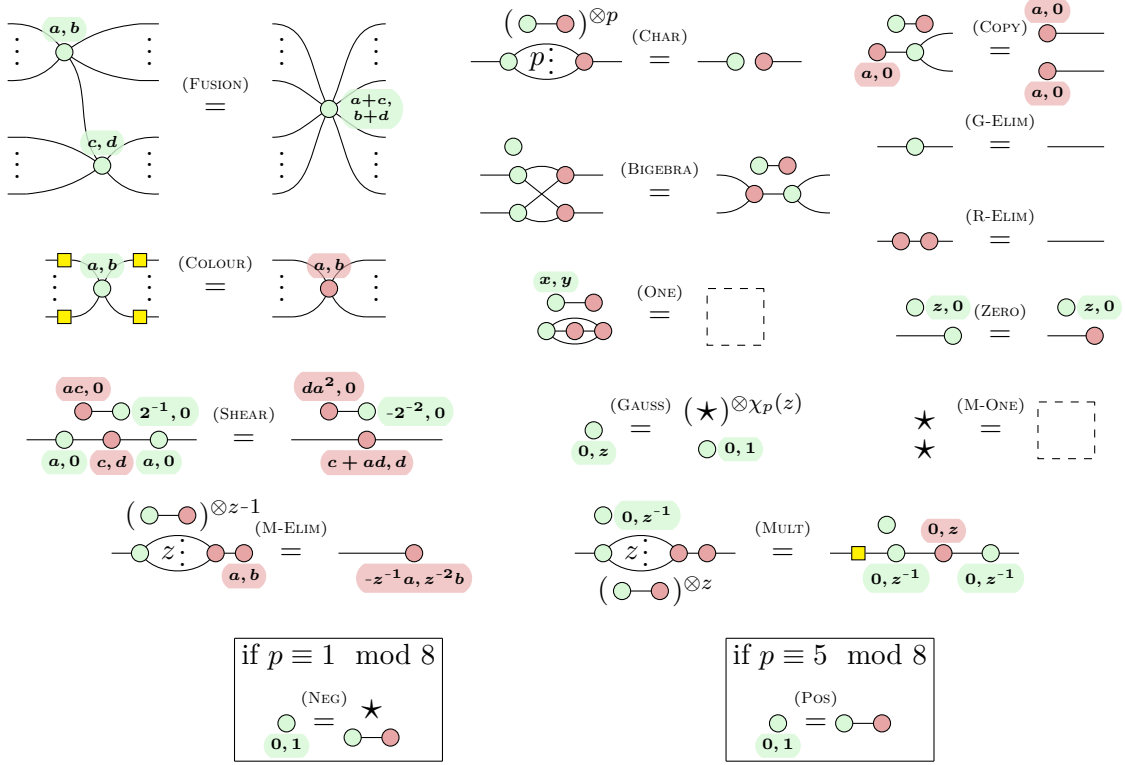 a, b
c, d
(FUSION)
=
a+c,
b+d
( )⊗p
p:
(CHAR)
=
a, 0
(COPY)
=
a, 0
a, 0
(G-ELIM)
=
(BIGEBRA)
=
(R-ELIM)
=
a, b
(COLOUR)
=
a, b
x, y
(ONE)
=
z, 0
(ZERO)
=
z, 0
ac, 0
2⁻¹, 0
a, 0
c, d
a, 0
(SHEAR)
=
da², 0
-2⁻², 0
c + ad, d
0, z
(GAUSS)
=
(★)⊗χₚ(z)
0, 1
★
★
(M-ONE)
=
( )⊗z-1
z:
a, b
(M-ELIM)
=
-z⁻¹a, z⁻²b
0, z⁻¹
z:
( )⊗z
(MULT)
=
0, z
0, z⁻¹
0, z⁻¹
if p ≡ 1 mod 8
0, 1
(NEG)
=
★
if p ≡ 5 mod 8
0, 1
(POS)
=